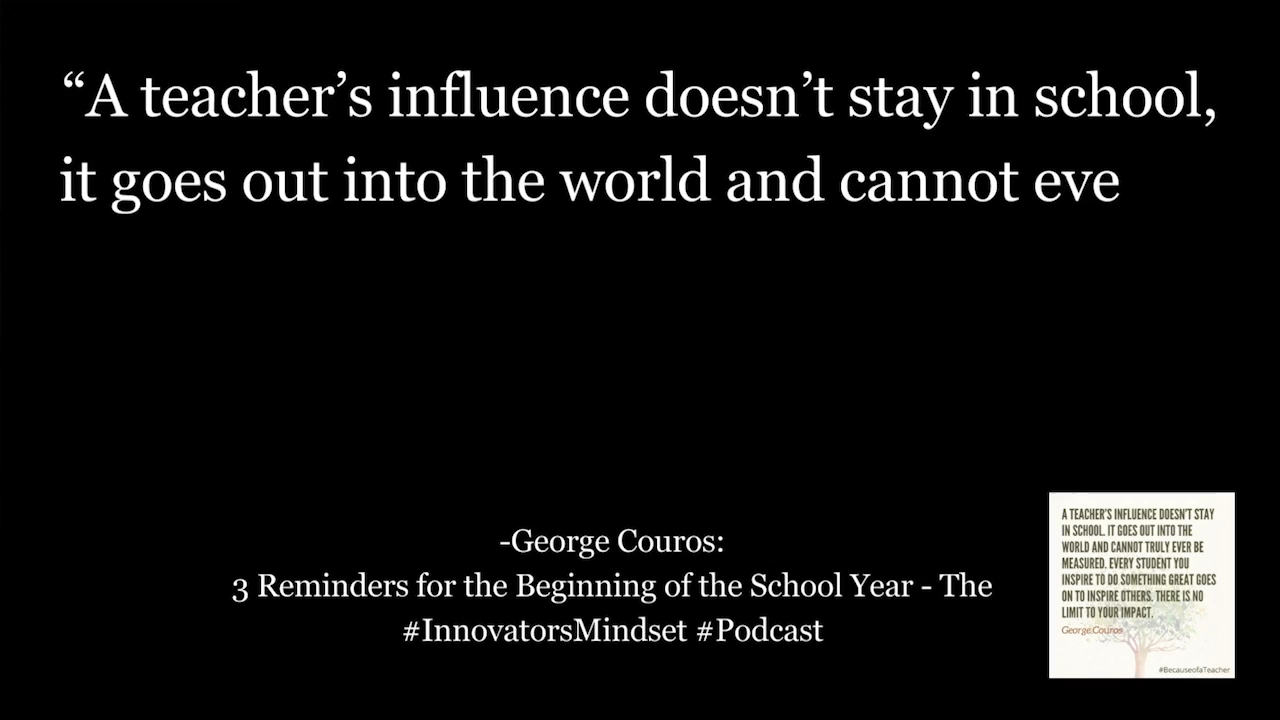 “A teacher’s influence doesn’t stay in school,
it goes out into the world and cannot eve
-George Couros:
3 Reminders for the Beginning of the School Year - The
#InnovatorsMindset #Podcast
A TEACHER'S INFLUENCE DOESN'T STAY
IN SCHOOL. IT GOES OUT INTO THE
WORLD AND CANNOT TRULY EVER BE
MEASURED. EVERY STUDENT YOU
INSPIRE TO DO SOMETHING GREAT GOES
ON TO INSPIRE OTHERS. THERE IS NO
LIMIT TO YOUR IMPACT.
George Couros
#BecauseofaTeacher